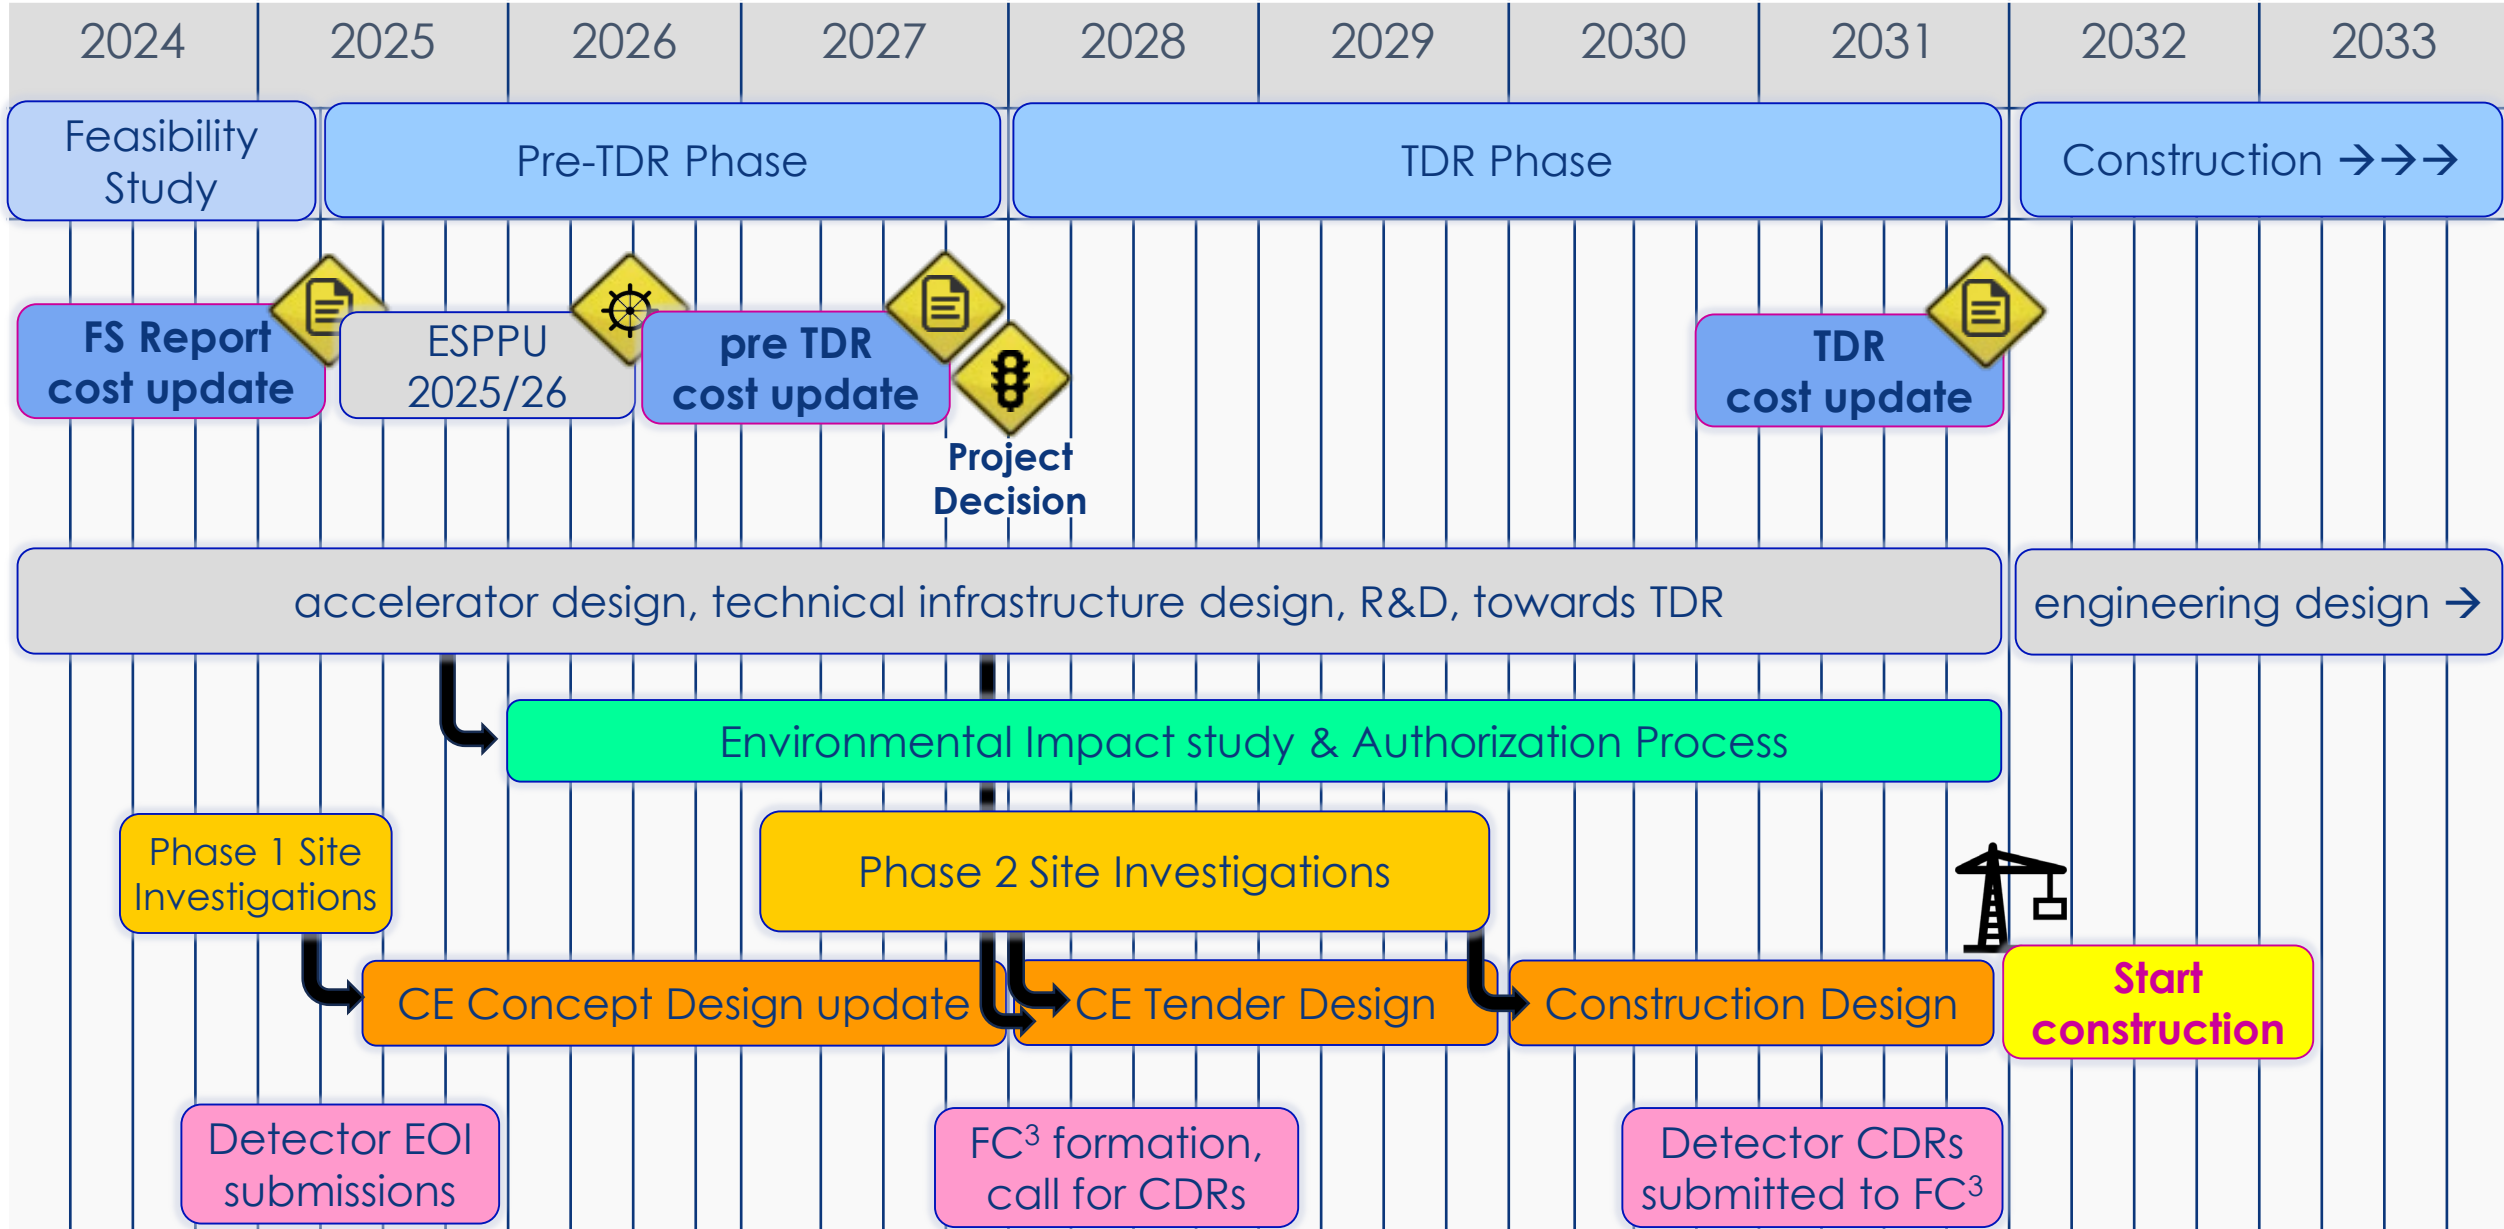 2024 2025 2026 2027 2028 2029 2030 2031 2032 2033
Feasibility
Study
Pre-TDR Phase
TDR Phase
Construction →→→
FS Report
cost update
ESPPU
2025/26
pre TDR
cost update
Project
Decision
TDR
cost update
accelerator design, technical infrastructure design, R&D, towards TDR
engineering design →
Environmental Impact study & Authorization Process
Phase 1 Site
Investigations
Phase 2 Site Investigations
CE Concept Design update
CE Tender Design
Construction Design
Start
construction
Detector EOI
submissions
FC³ formation,
call for CDRs
Detector CDRs
submitted to FC³